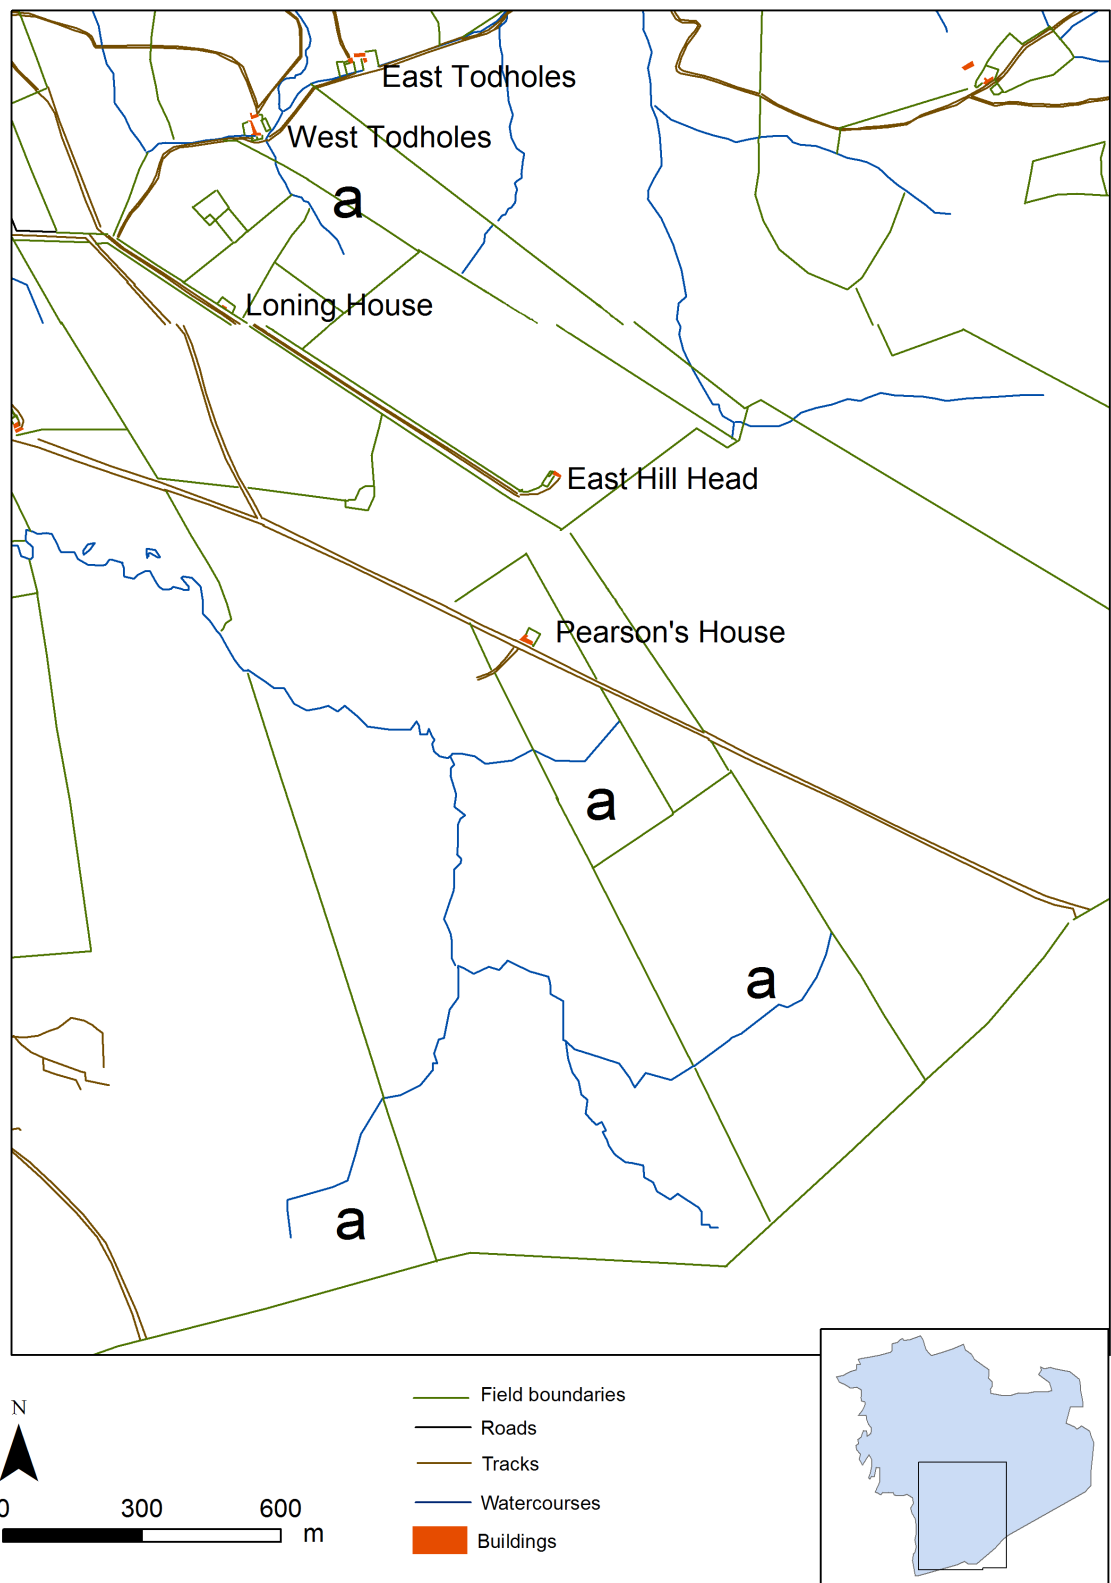 East Todholes
West Todholes
a
Loning House
East Hill Head
Pearson's House
a
a
a
N
0 300 600 m
Field boundaries
Roads
Tracks
Watercourses
Buildings